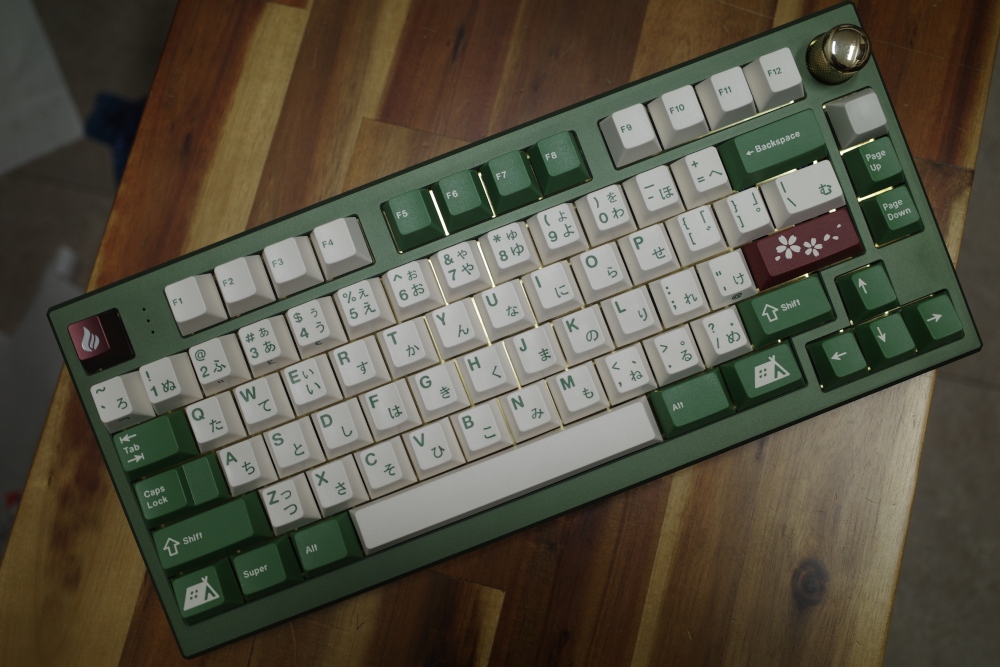 F1 F2 F3 F4 F5 F6 F7 F8 F9 F10 F11 F12
~ ` ろ ! 1 ぬ @ 2 ふ # ぁ 3 あ $ ぅ 4 う % ぇ 5 え ^ ぉ 6 お & ゃ 7 や * ゅ 8 ゆ ( ょ 9 よ ) を 0 わ _ - ほ + = へ ← Backspace Page Up
Tab Q た W て E い ぃ R す T か Y ん U な I に O ら P せ { [ ゛ } ] ゜ | \ む Page Down
Caps Lock A ち S と D し F は G き H く J ま K の L り : ; れ " ' け
Shift Z つ っ X さ C そ V ひ B こ N み M も < , ね > . る ? / め Shift ↑
Super Alt Alt ← ↓ →